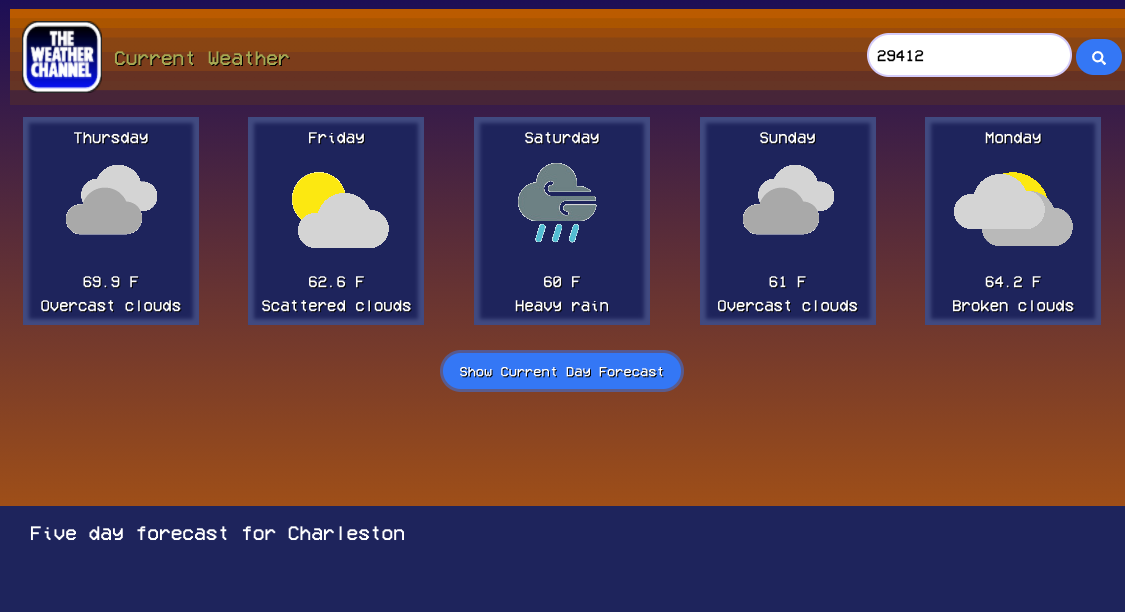 THE
WEATHER
CHANNEL
Current Weather
29412
Thursday
69.9 F
Overcast clouds
Friday
62.6 F
Scattered clouds
Saturday
60 F
Heavy rain
Sunday
61 F
Overcast clouds
Monday
64.2 F
Broken clouds
Show Current Day Forecast
Five day forecast for Charleston